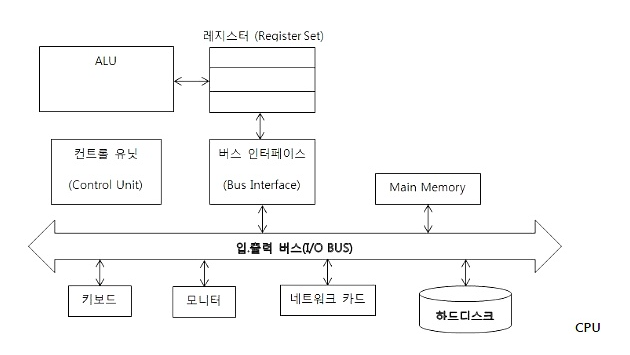 레지스터 (Register Set)
ALU
컨트롤 유닛
(Control Unit)
버스 인터페이스
(Bus Interface)
Main Memory
입.출력 버스(I/O BUS)
키보드
모니터
네트워크 카드
하드디스크
CPU